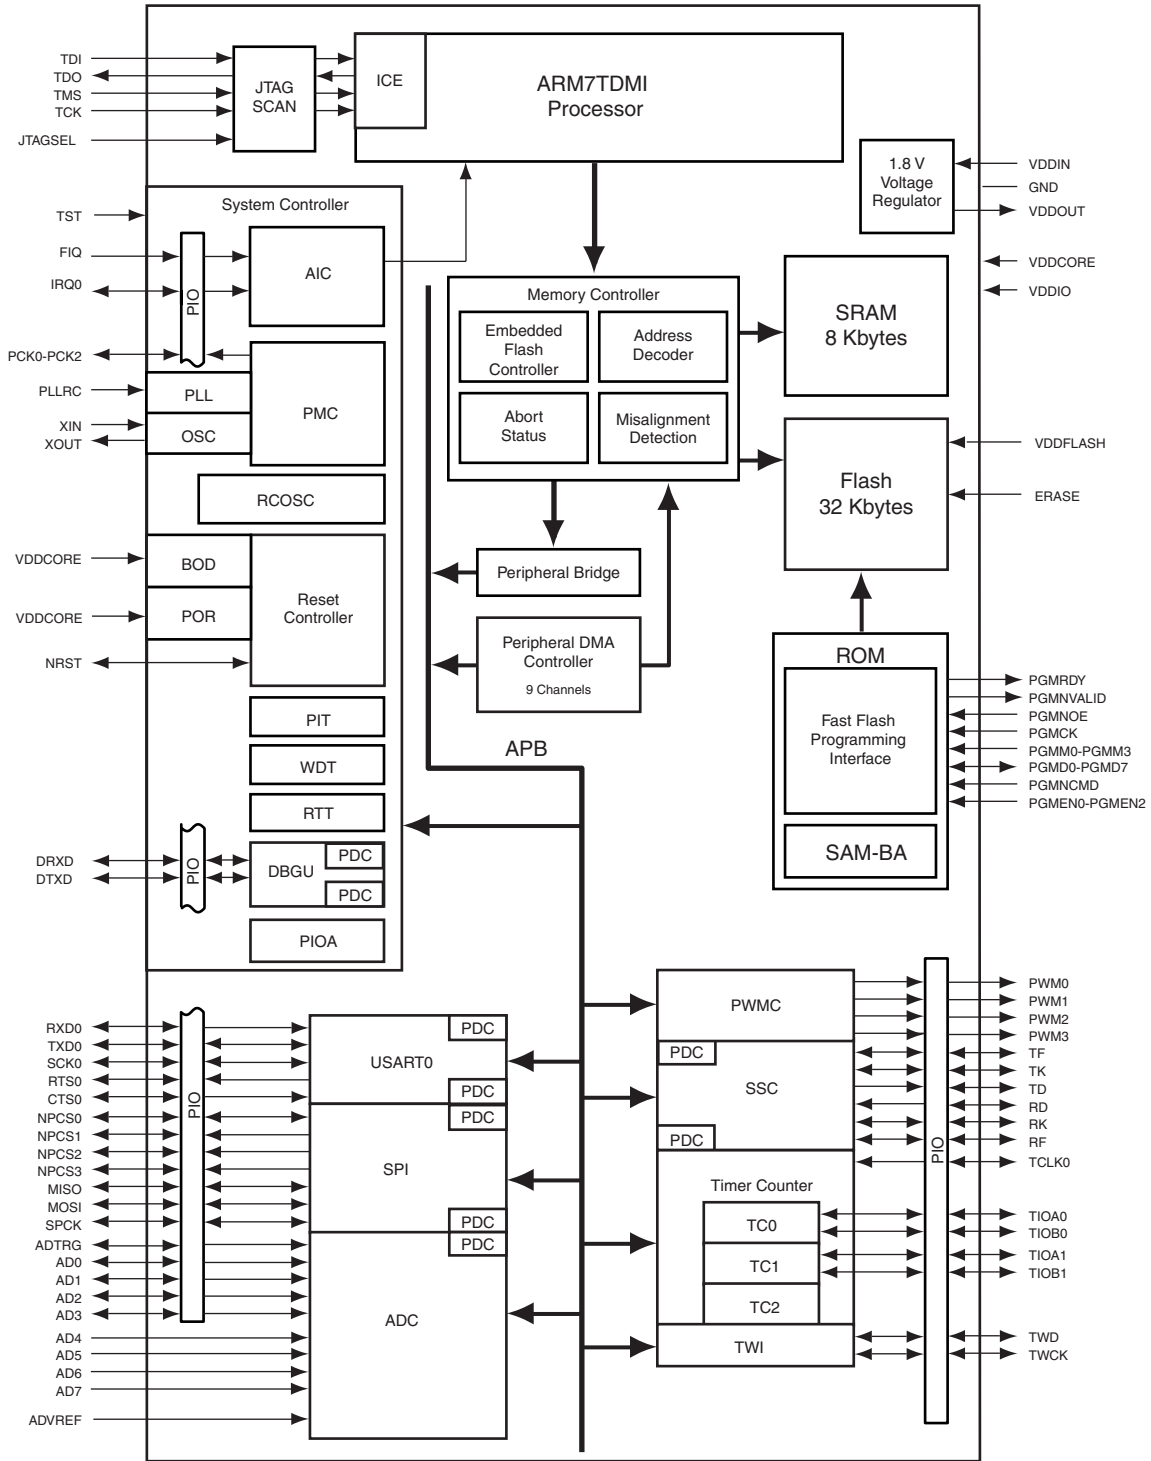 TDI
TDO
TMS
TCK
JTAGSEL
JTAG
SCAN
ICE
ARM7TDMI
Processor
1.8 V
Voltage
Regulator
VDDIN
GND
VDDOUT
VDDCORE
VDDIO
System Controller
TST
FIQ
IRQ0
PIO
AIC
PCK0-PCK2
PLLRC
PLL
XIN
XOUT
OSC
PMC
RCOSC
VDDCORE
BOD
VDDCORE
POR
Reset
Controller
NRST
PIT
WDT
RTT
DRXD
DTXD
PIO
DBGU
PDC
PDC
PIOA
Memory Controller
Embedded
Flash
Controller
Address
Decoder
Abort
Status
Misalignment
Detection
SRAM
8 Kbytes
Flash
32 Kbytes
VDDFLASH
ERASE
Peripheral Bridge
Peripheral DMA
Controller
9 Channels
APB
ROM
Fast Flash
Programming
Interface
SAM-BA
PGMRDY
PGMNVALID
PGMNOE
PGMCK
PGMM0-PGMM3
PGMD0-PGMD7
PGMNCMD
PGMEN0-PGMEN2
RXD0
TXD0
SCK0
RTS0
CTS0
NPCS0
NPCS1
NPCS2
NPCS3
MISO
MOSI
SPCK
ADTRG
AD0
AD1
AD2
AD3
AD4
AD5
AD6
AD7
ADVREF
PIO
PDC
USART0
PDC
PDC
SPI
PDC
PDC
ADC
PWMC
PDC
SSC
PDC
Timer Counter
TC0
TC1
TC2
TWI
PIO
PWM0
PWM1
PWM2
PWM3
TF
TK
TD
RD
RK
RF
TCLK0
TIOA0
TIOB0
TIOA1
TIOB1
TWD
TWCK